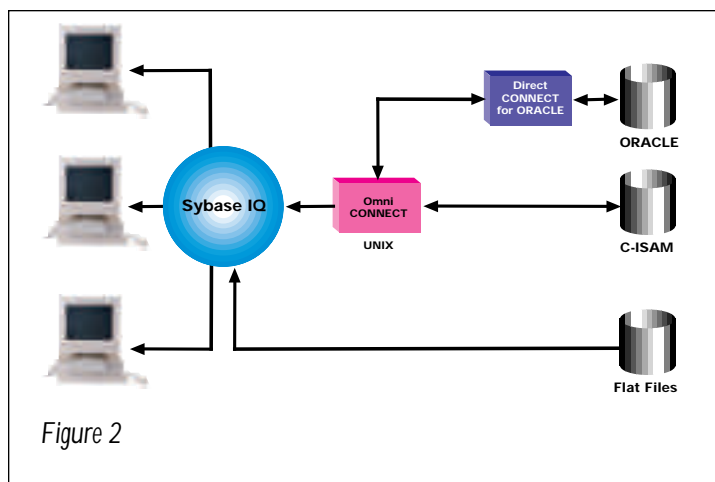 Direct
CONNECT
for ORACLE
ORACLE
Sybase IQ
Omni
CONNECT
UNIX
C-ISAM
Flat Files
Figure 2